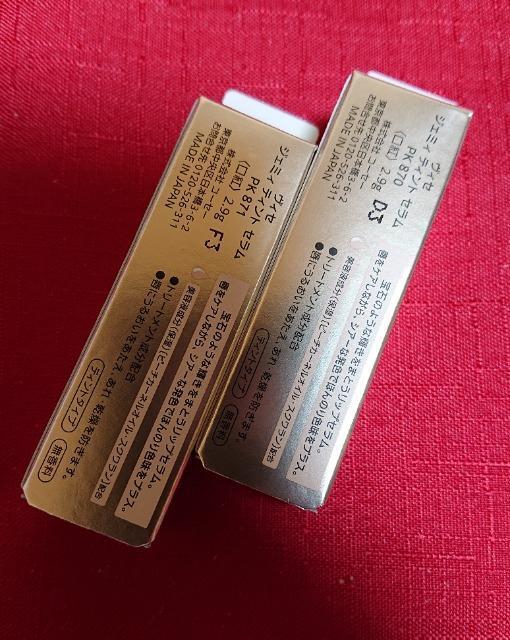 ヴィセ
ジェミィ ティント セラム
PK 871
〈口紅〉 2.9g F3
株式会社 コーセー
東京都中央区日本橋3-6-2
お問合せ先 0120-526-311
MADE IN JAPAN
宝石のような輝きをまとうリップセラム。
唇をケアしながら、シアーな発色でほんのり色味をプラス。
美容液成分(保湿)(ピーチカーネルオイル・スクワラン)配合
●トリートメント成分配合
●唇にうるおいをあたえ、あれ、乾燥を防ぎます。
ティントタイプ
無香料
ヴィセ
ジェミィ ティント セラム
PK 870
〈口紅〉 2.9g D3
株式会社 コーセー
東京都中央区日本橋3-6-2
お問合せ先 0120-526-311
MADE IN JAPAN
宝石のような輝きをまとうリップセラム。
唇をケアしながら、シアーな発色でほんのり色味をプラス。
美容液成分(保湿)(ピーチカーネルオイル・スクワラン)配合
●トリートメント成分配合
●唇にうるおいをあたえ、あれ、乾燥を防ぎます。
ティントタイプ
無香料